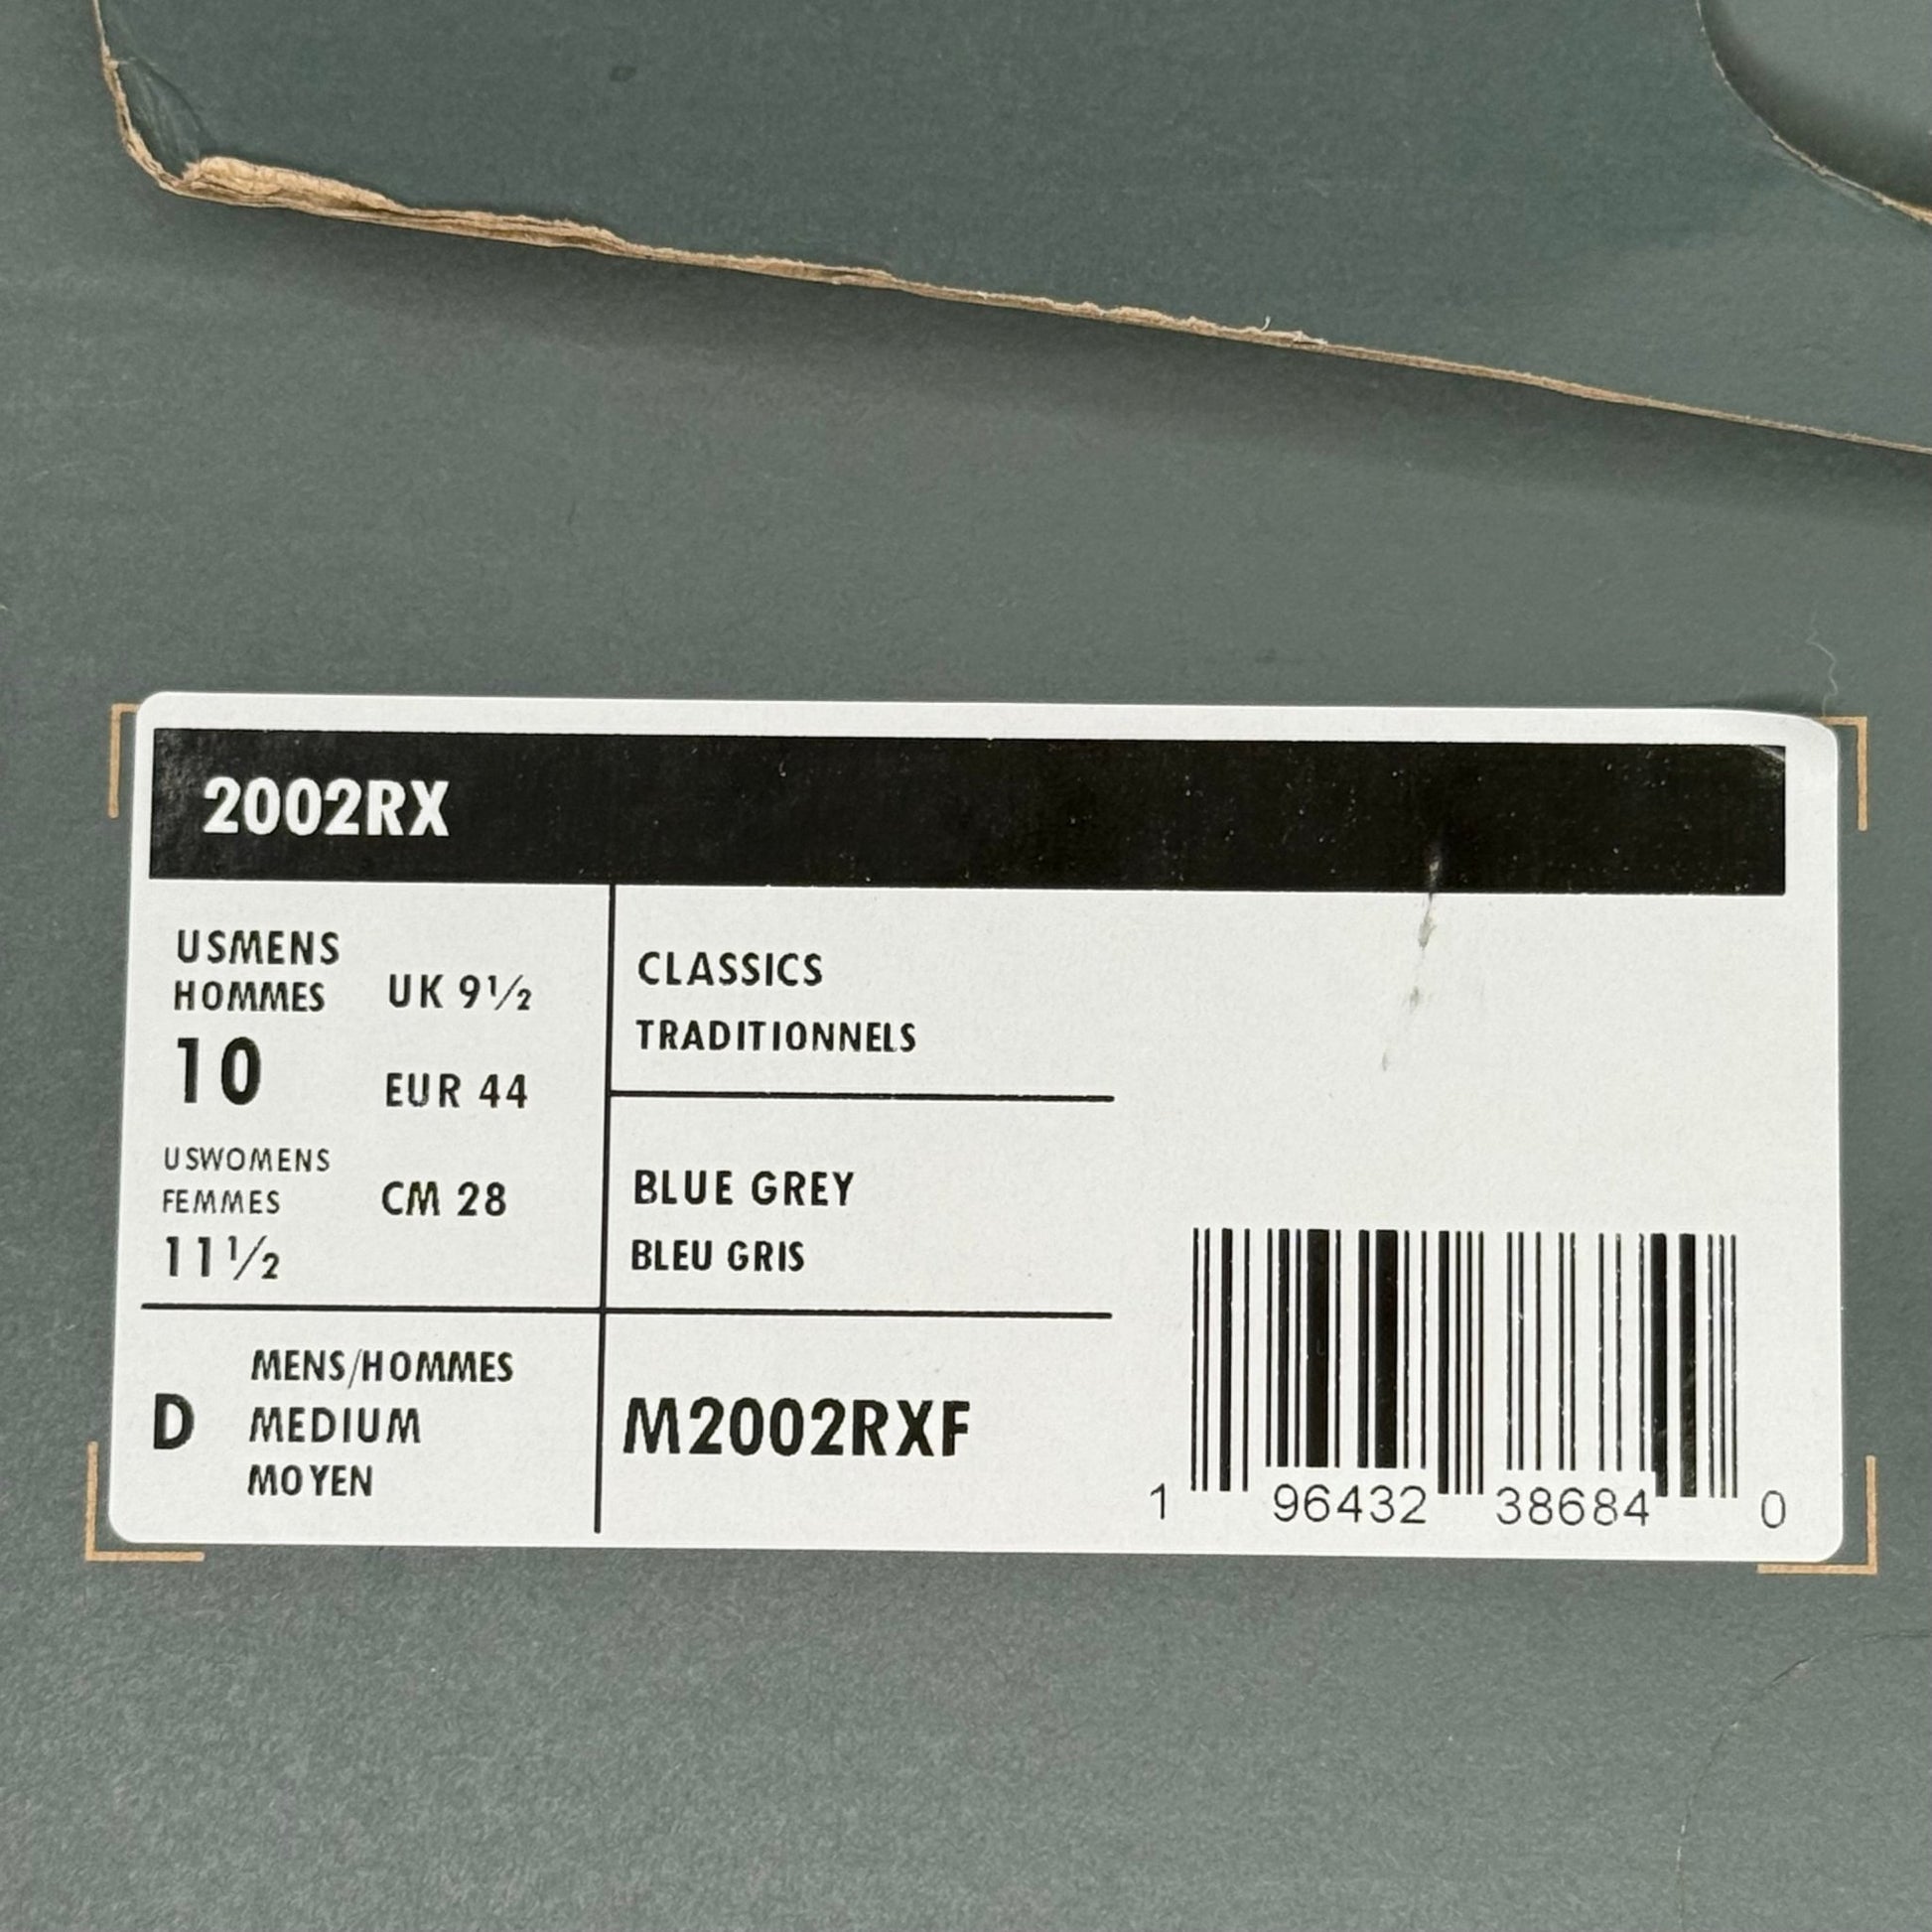 2002RX
USMENS
HOMMES
10
UK 9½
EUR 44
USWOMENS
FEMMES
11½
CM 28
CLASSICS
TRADITIONNELS
BLUE GREY
BLEU GRIS
D
MENS/HOMMES
MEDIUM
MOYEN
M2002RXF
1 96432 38684 0